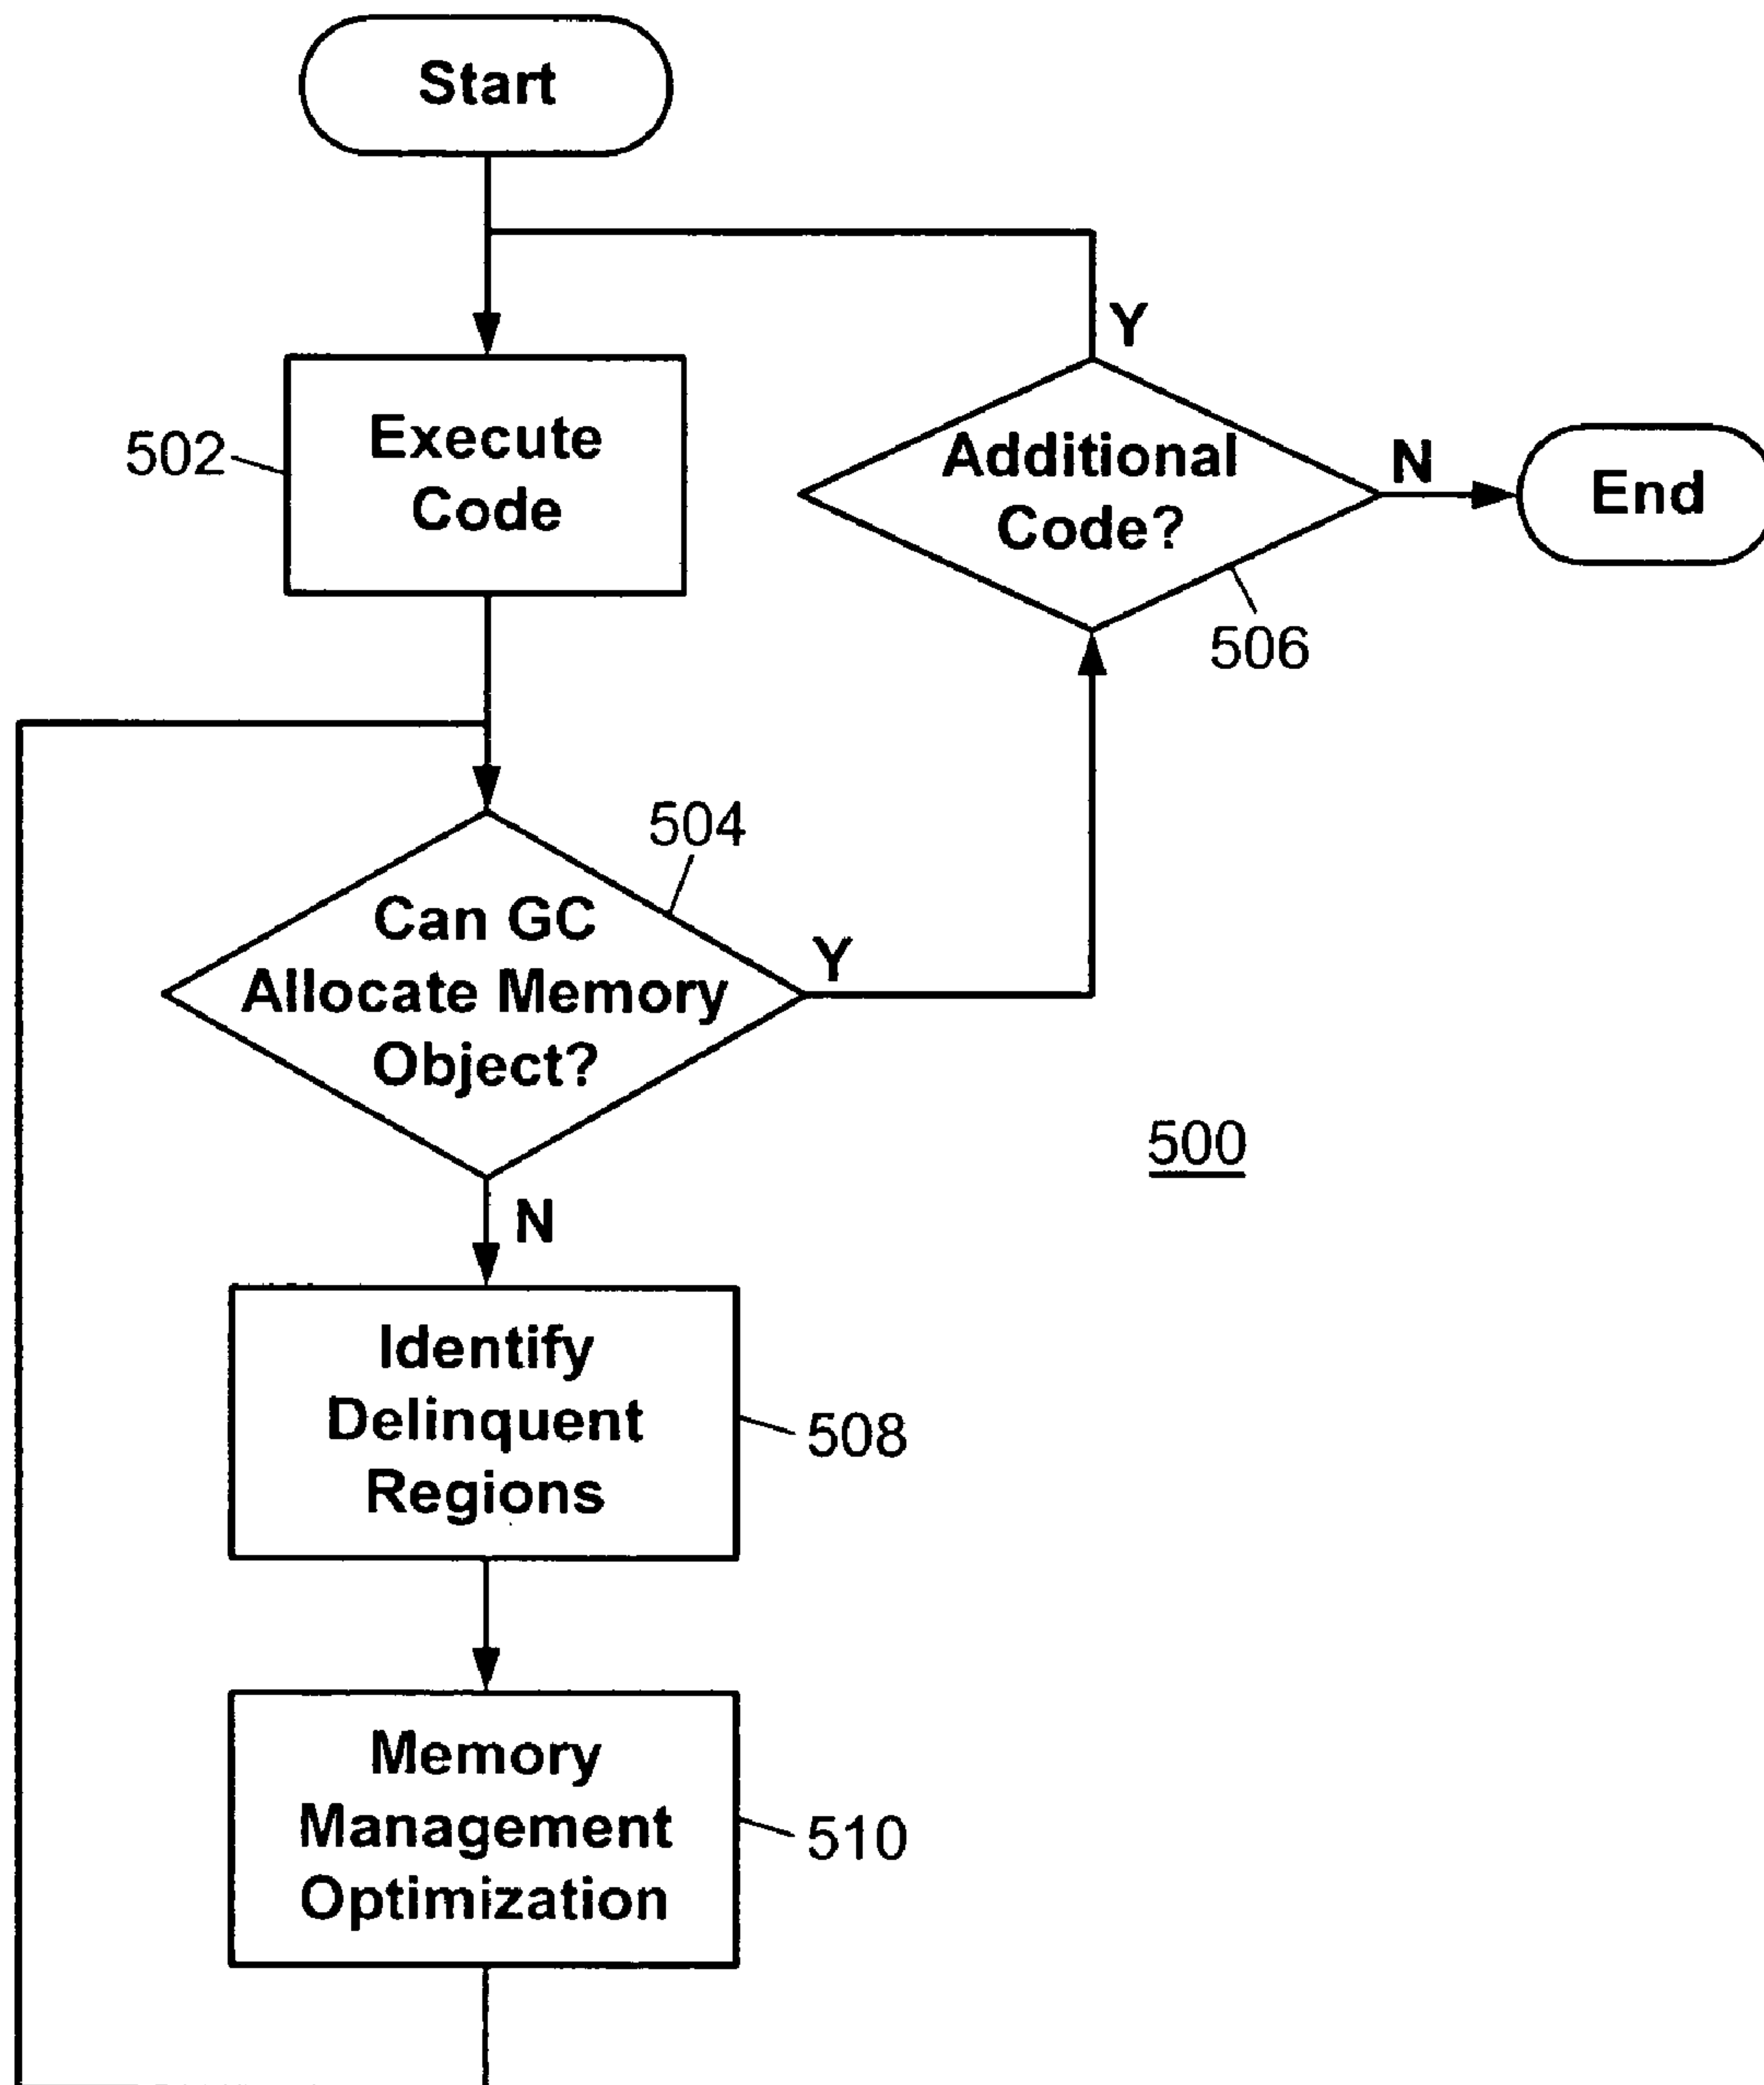 Start
Y
502
Execute
Code
Additional
Code?
N
End
506
504
Can GC
Allocate Memory
Object?
Y
500
N
Identify
Delinquent
Regions
508
Memory
Management
Optimization
510